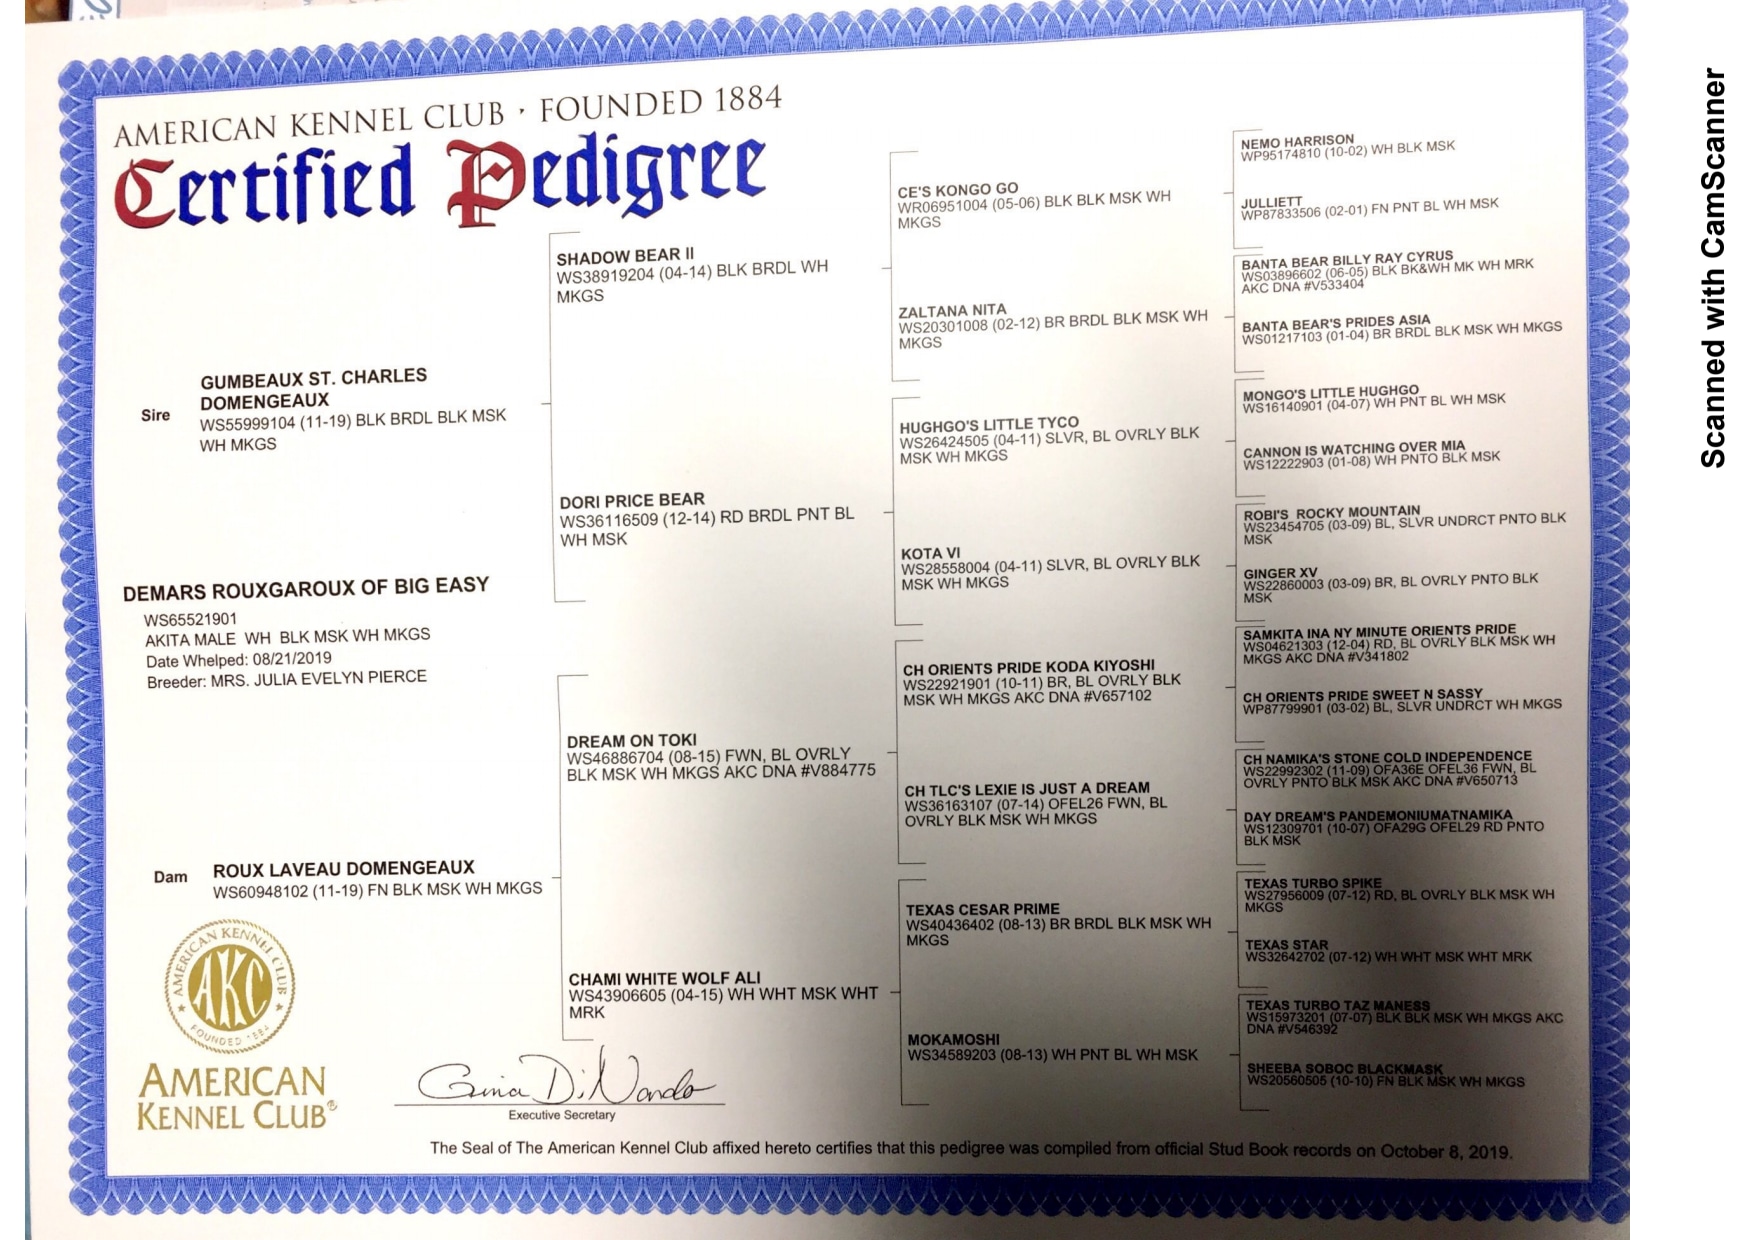 AMERICAN KENNEL CLUB · FOUNDED 1884
Certified Pedigree
Sire
GUMBEAUX ST. CHARLES
DOMENGEAUX
WS55999104 (11-19) BLK BRDL BLK MSK
WH MKGS
DEMARS ROUXGAROUX OF BIG EASY
WS65521901
AKITA MALE WH BLK MSK WH MKGS
Date Whelped: 08/21/2019
Breeder: MRS. JULIA EVELYN PIERCE
Dam
ROUX LAVEAU DOMENGEAUX
WS60948102 (11-19) FN BLK MSK WH MKGS
SHADOW BEAR II
WS38919204 (04-14) BLK BRDL WH
MKGS
DORI PRICE BEAR
WS36116509 (12-14) RD BRDL PNT BL
WH MSK
DREAM ON TOKI
WS46886704 (08-15) FWN, BL OVRLY
BLK MSK WH MKGS AKC DNA #V884775
CHAMI WHITE WOLF ALI
WS43906605 (04-15) WH WHT MSK WHT
MRK
CE'S KONGO GO
WR06951004 (05-06) BLK BLK MSK WH
MKGS
ZALTANA NITA
WS20301008 (02-12) BR BRDL BLK MSK WH
MKGS
HUGHGO'S LITTLE TYCO
WS26424505 (04-11) SLVR, BL OVRLY BLK
MSK WH MKGS
KOTA VI
WS28558004 (04-11) SLVR, BL OVRLY BLK
MSK WH MKGS
CH ORIENTS PRIDE KODA KIYOSHI
WS22921901 (10-11) BR, BL OVRLY BLK
MSK WH MKGS AKC DNA #V657102
CH TLC'S LEXIE IS JUST A DREAM
WS36163107 (07-14) OFEL26 FWN, BL
OVRLY BLK MSK WH MKGS
TEXAS CESAR PRIME
WS40436402 (08-13) BR BRDL BLK MSK WH
MKGS
MOKAMOSHI
WS34589203 (08-13) WH PNT BL WH MSK
NEMO HARRISON
WP95174810 (10-02) WH BLK MSK
JULLIETT
WP87833506 (02-01) FN PNT BL WH MSK
BANTA BEAR BILLY RAY CYRUS
WS03896602 (06-05) BLK BK&WH MK WH MRK
AKC DNA #V533404
BANTA BEAR'S PRIDES ASIA
WS01217103 (01-04) BR BRDL BLK MSK WH MKGS
MONGO'S LITTLE HUGHGO
WS16140901 (04-07) WH PNT BL WH MSK
CANNON IS WATCHING OVER MIA
WS12222903 (01-08) WH PNTO BLK MSK
ROBI'S ROCKY MOUNTAIN
WS23454705 (03-09) BL, SLVR UNDRCT PNTO BLK
MSK
GINGER XV
WS22860003 (03-09) BR, BL OVRLY PNTO BLK
MSK
SAMKITA INA NY MINUTE ORIENTS PRIDE
WS04621303 (12-04) RD, BL OVRLY BLK MSK WH
MKGS AKC DNA #V341802
CH ORIENTS PRIDE SWEET N SASSY
WP87799901 (03-02) BL, SLVR UNDRCT WH MKGS
CH NAMIKA'S STONE COLD INDEPENDENCE
WS22992302 (11-09) OFA36E OFEL36 FWN, BL
OVRLY PNTO BLK MSK AKC DNA #V650713
DAY DREAM'S PANDEMONIUMATNAMIKA
WS12309701 (10-07) OFA29G OFEL29 RD PNTO
BLK MSK
TEXAS TURBO SPIKE
WS27956009 (07-12) RD, BL OVRLY BLK MSK WH
MKGS
TEXAS STAR
WS32642702 (07-12) WH WHT MSK WHT MRK
TEXAS TURBO TAZ MANESS
WS15973201 (07-07) BLK BLK MSK WH MKGS AKC
DNA #V546392
SHEEBA SOBOC BLACKMASK
WS20560505 (10-10) FN BLK MSK WH MKGS
AMERICAN KENNEL CLUB
AKC
FOUNDED 1884
AMERICAN
KENNEL CLUB®
Gina DiNardo
Executive Secretary
The Seal of The American Kennel Club affixed hereto certifies that this pedigree was compiled from official Stud Book records on October 8, 2019.
Scanned with CamScanner